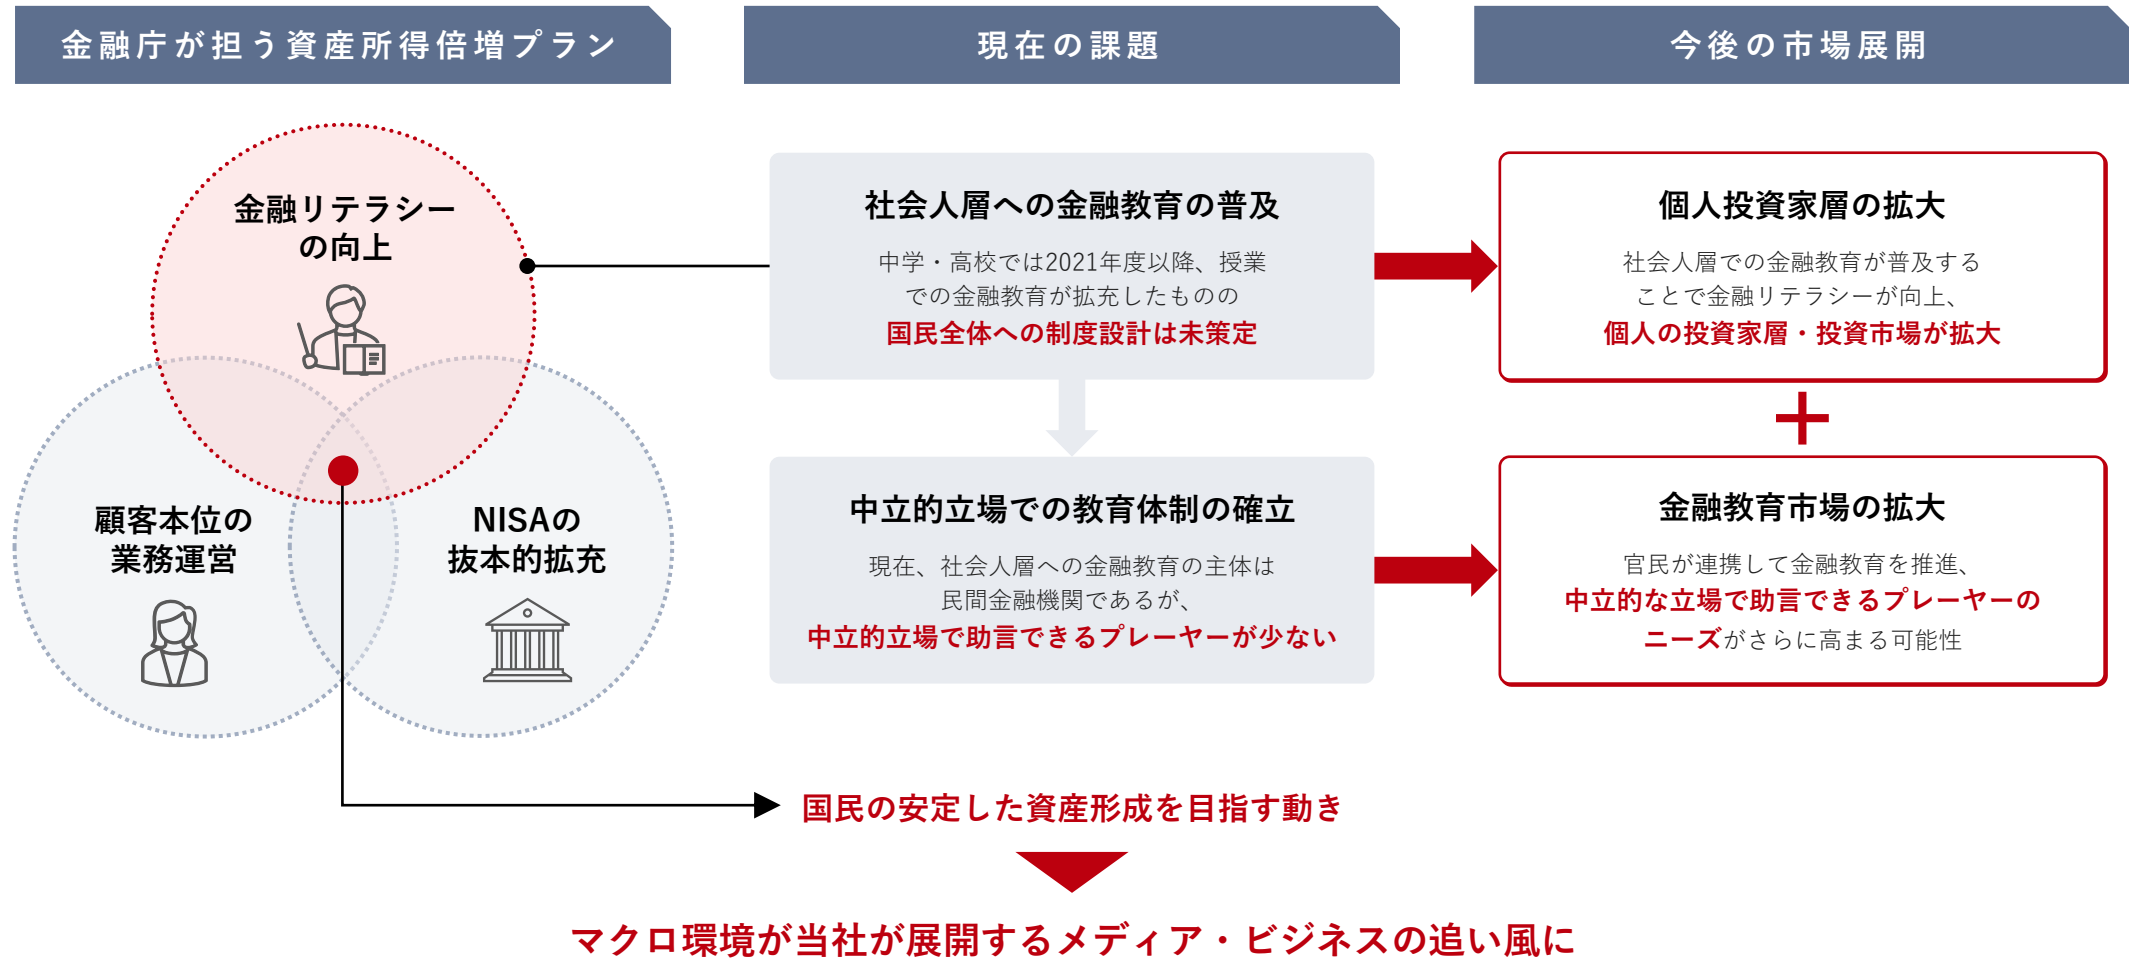 金融庁が担う資産所得倍増プラン
現在の課題
今後の市場展開
金融リテラシー
の向上
顧客本位の
業務運営
NISAの
抜本的拡充
社会人層への金融教育の普及
中学・高校では2021年度以降、授業
での金融教育が拡充したものの
国民全体への制度設計は未策定
中立的立場での教育体制の確立
現在、社会人層への金融教育の主体は
民間金融機関であるが、
中立的立場で助言できるプレーヤーが少ない
個人投資家層の拡大
社会人層での金融教育が普及する
ことで金融リテラシーが向上、
個人の投資家層・投資市場が拡大
金融教育市場の拡大
官民が連携して金融教育を推進、
中立的な立場で助言できるプレーヤーの
ニーズがさらに高まる可能性
国民の安定した資産形成を目指す動き
マクロ環境が当社が展開するメディア・ビジネスの追い風に